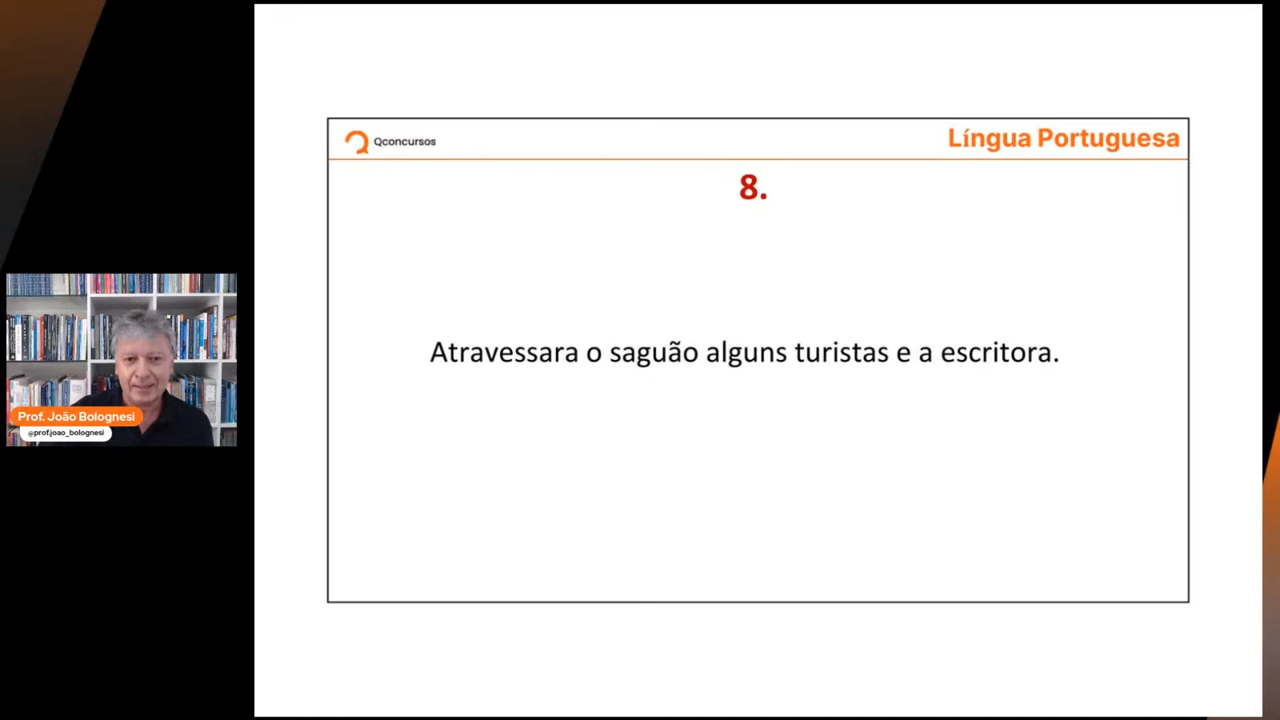 Qconcursos
Língua Portuguesa
8.
Atravessara o saguão alguns turistas e a escritora.
Prof. João Bolognesi
@prof.joao_bolognesi